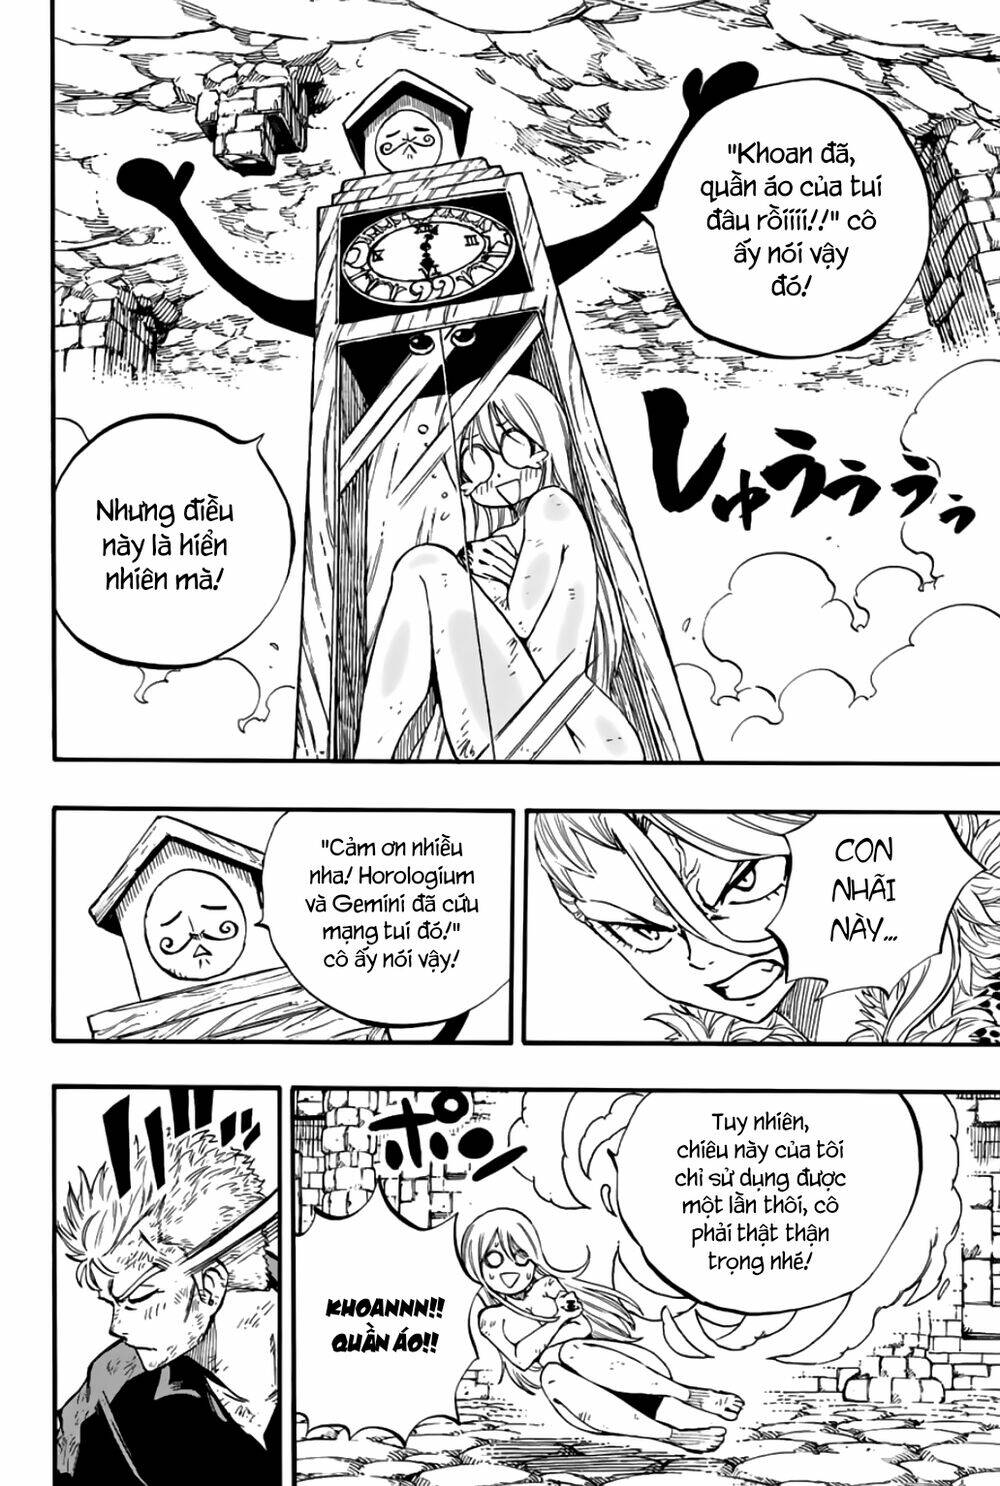 "Khoan đã,
quần áo của tui
đâu rồiiii!!" cô
ấy nói vậy
đó!
しゅううぅぅ
Nhưng điều
này là hiển
nhiên mà!
CON
NHÃI
NÀY...
"Cảm ơn nhiều
nha! Horologium
và Gemini đã cứu
mạng tui đó!"
cô ấy nói vậy!
Tuy nhiên,
chiêu này của tôi
chỉ sử dụng được
một lần thôi, cô
phải thật thận
trọng nhé!
ポン
KHOANNN!!
QUẦN ÁO!!